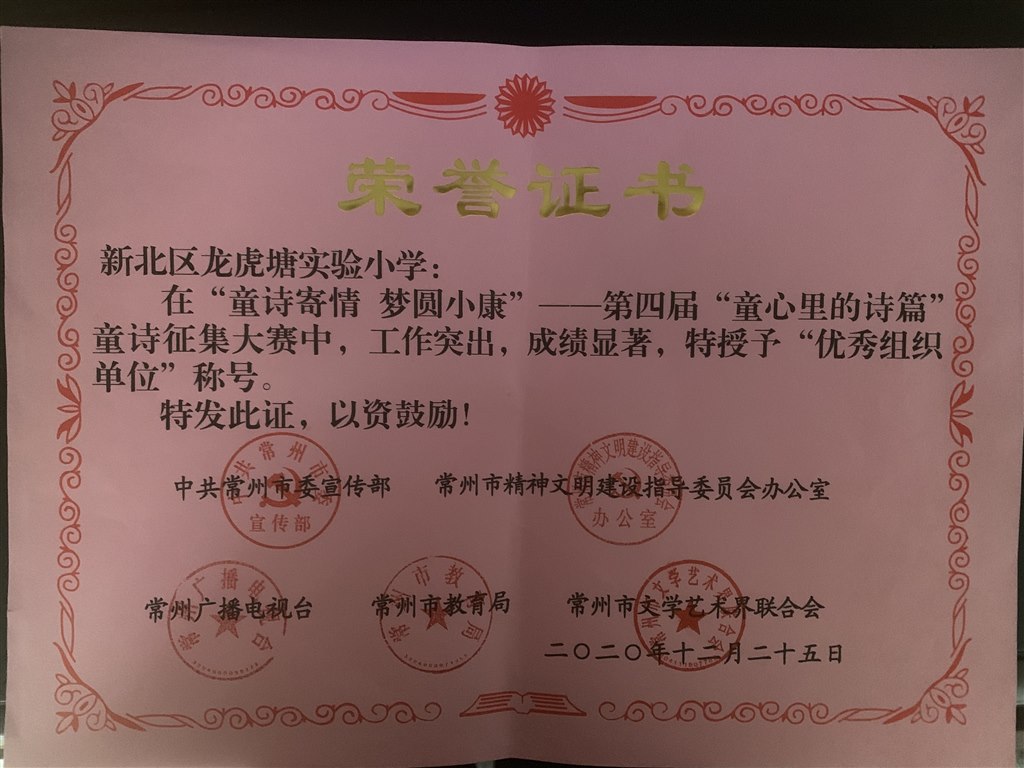 荣誉证书
新北区龙虎塘实验小学：
在“童诗寄情 梦圆小康”——第四届“童心里的诗篇”
童诗征集大赛中，工作突出，成绩显著，特授予“优秀组织
单位”称号。
特发此证，以资鼓励！
中共常州市委宣传部 常州市精神文明建设指导委员会办公室
宣传部
办公室
常州广播电视台 常州市教育局 常州市文学艺术界联合会
二〇二〇年十二月二十五日